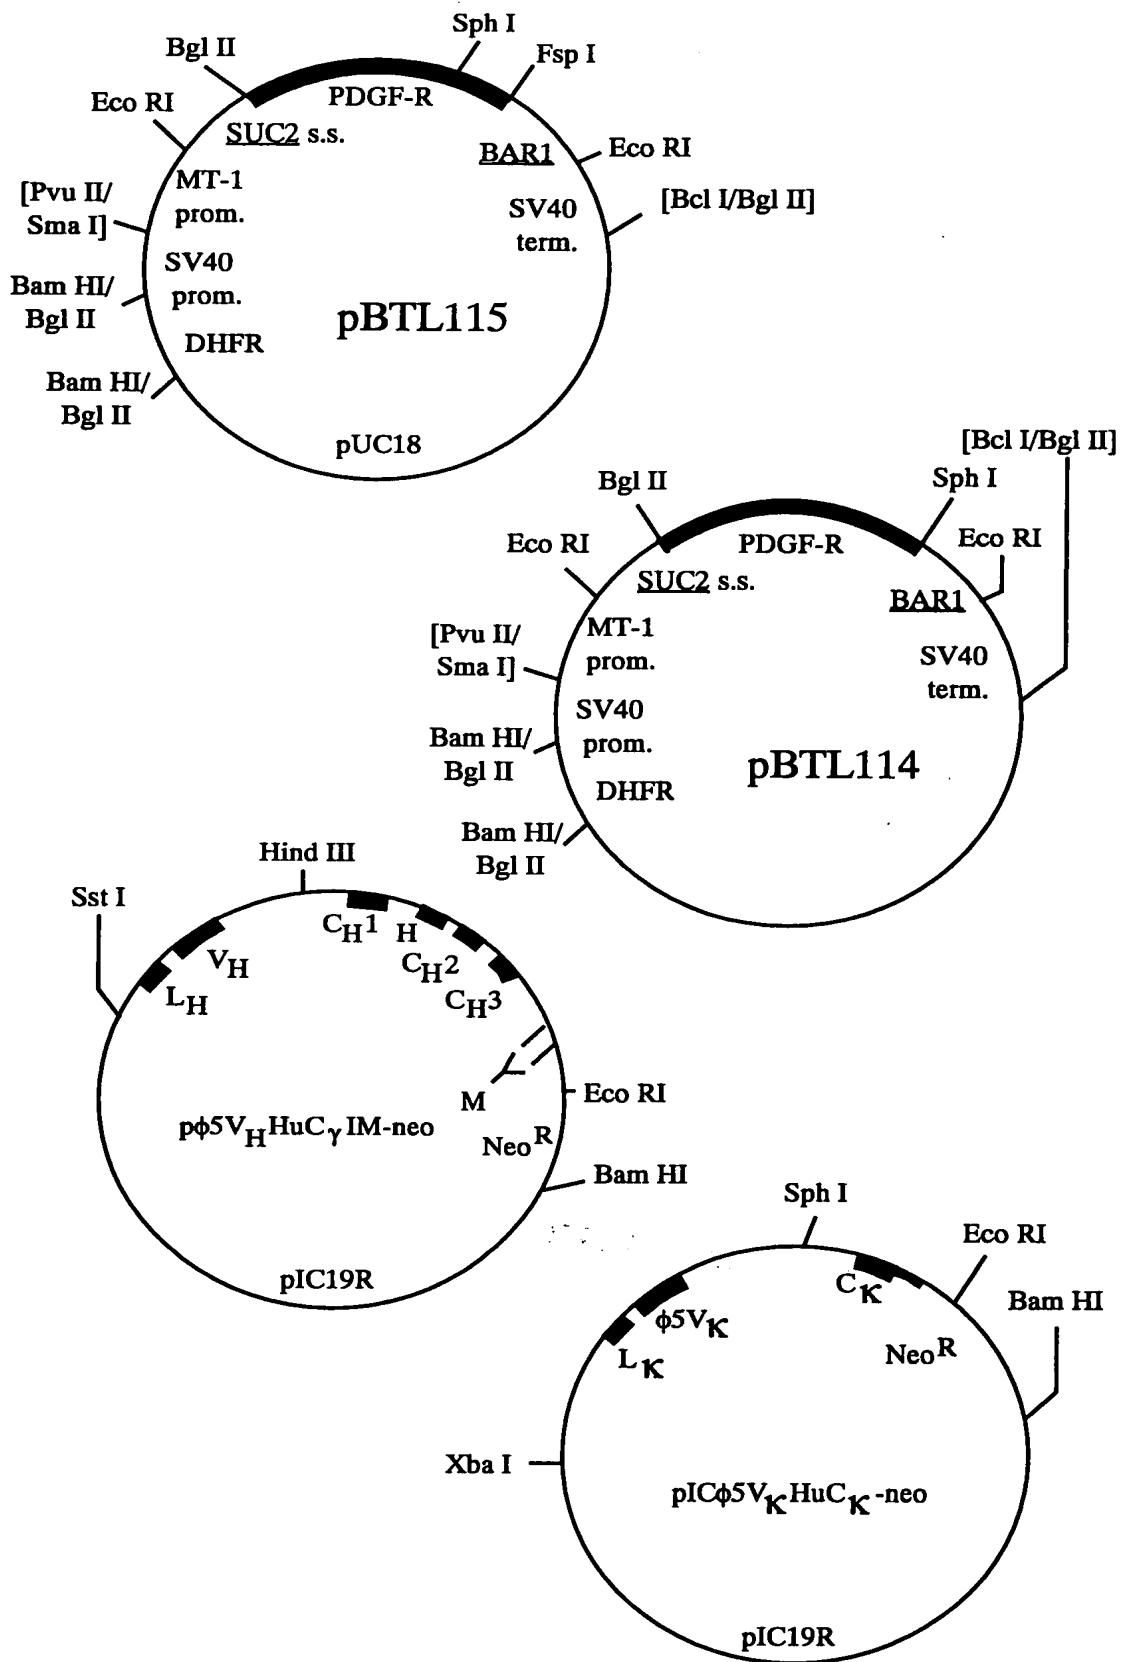 Sph I
Bgl II
Fsp I
PDGF-R
Eco RI
SUC2 s.s.
BAR1
Eco RI
[Pvu II/
Sma I]
MT-1
prom.
SV40
term.
[Bcl I/Bgl II]
SV40
prom.
Bam HI/
Bgl II
pBTL115
DHFR
Bam HI/
Bgl II
pUC18
[Bcl I/Bgl II]
Bgl II
Sph I
Eco RI
PDGF-R
Eco RI
SUC2 s.s.
BAR1
[Pvu II/
Sma I]
MT-1
prom.
SV40
term.
SV40
prom.
Bam HI/
Bgl II
pBTL114
DHFR
Bam HI/
Bgl II
Hind III
Sst I
CH1
H
VH
CH2
LH
CH3
M
Eco RI
pϕ5VHHuCγIM-neo
NeoR
Bam HI
pIC19R
Sph I
Eco RI
Cκ
Bam HI
ϕ5Vκ
Lκ
NeoR
Xba I
pICϕ5VκHuCκ-neo
pIC19R